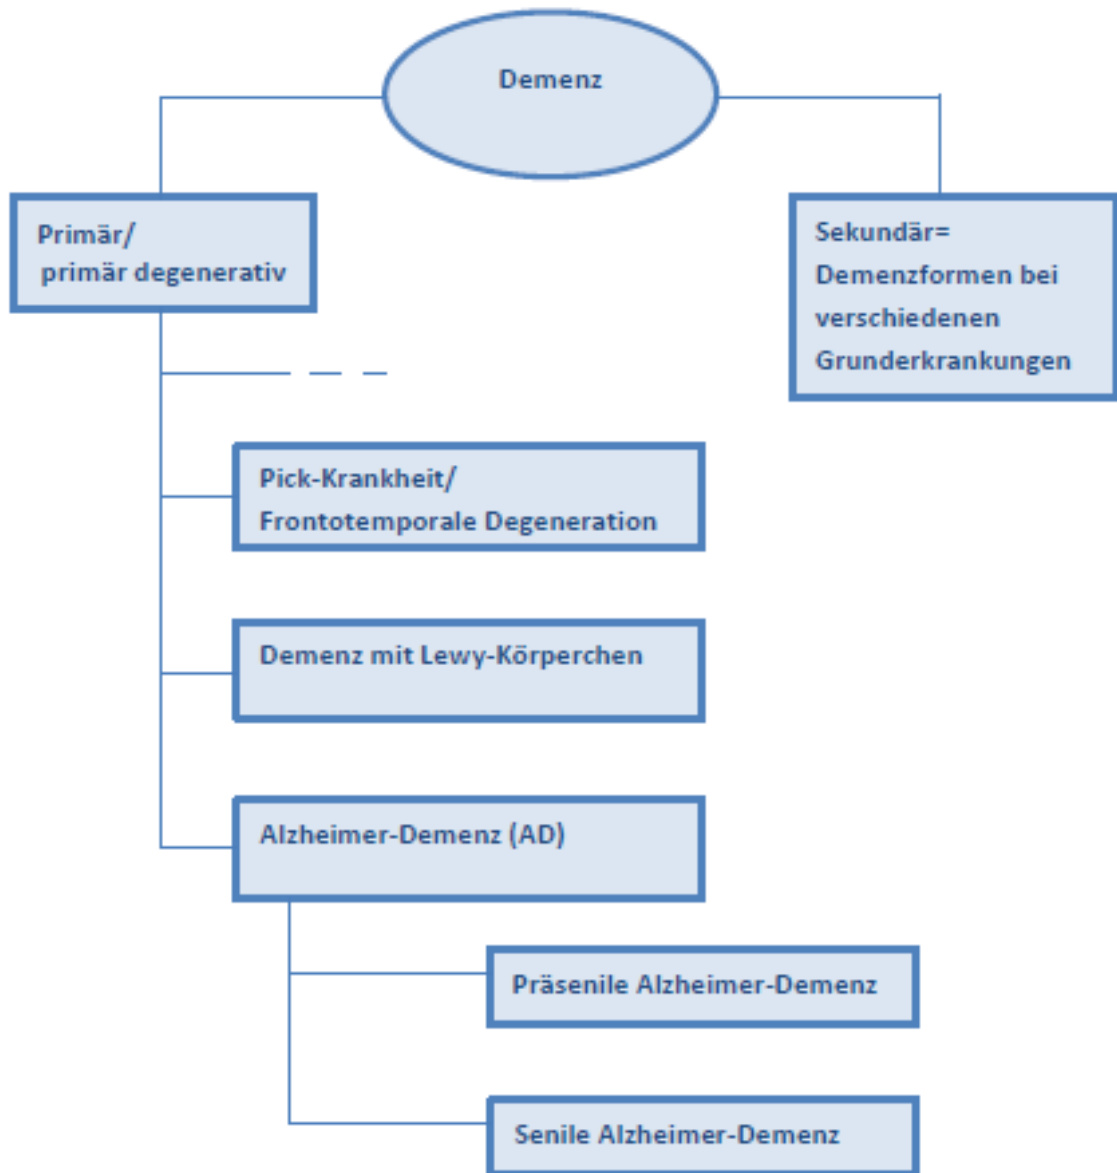 Demenz
Primär/
primär degenerativ
Sekundär=
Demenzformen bei
verschiedenen
Grunderkrankungen
Pick-Krankheit/
Frontotemporale Degeneration
Demenz mit Lewy-Körperchen
Alzheimer-Demenz (AD)
Präsenile Alzheimer-Demenz
Senile Alzheimer-Demenz